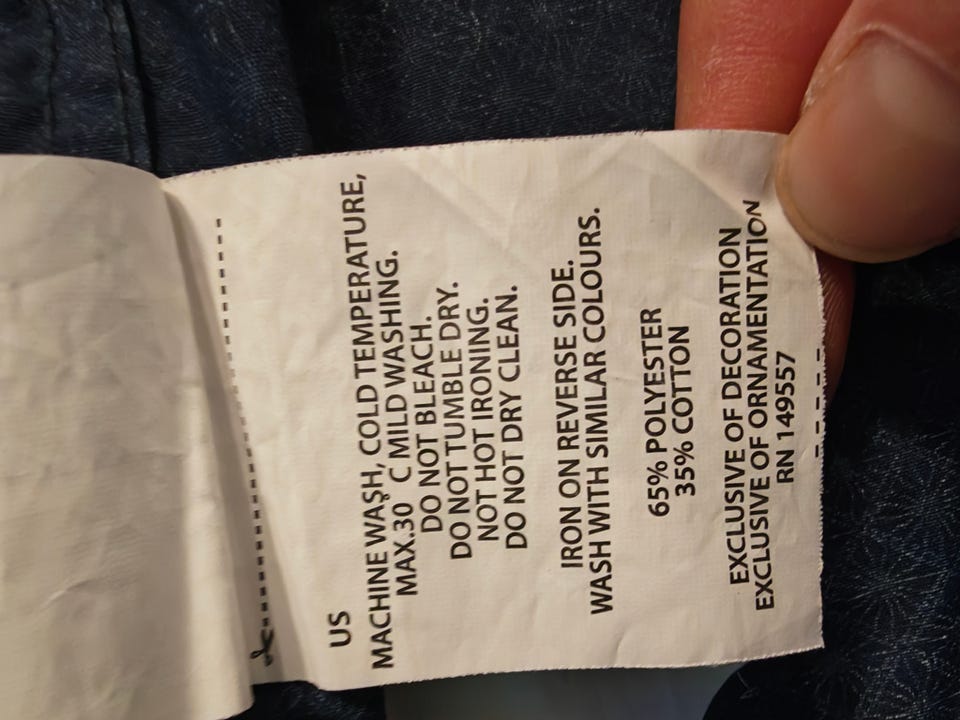 US
MACHINE WASH, COLD TEMPERATURE,
MAX.30 C MILD WASHING.
DO NOT BLEACH.
DO NOT TUMBLE DRY.
NOT HOT IRONING.
DO NOT DRY CLEAN.
IRON ON REVERSE SIDE.
WASH WITH SIMILAR COLOURS.
65% POLYESTER
35% COTTON
EXCLUSIVE OF DECORATION
EXCLUSIVE OF ORNAMENTATION
RN 149557